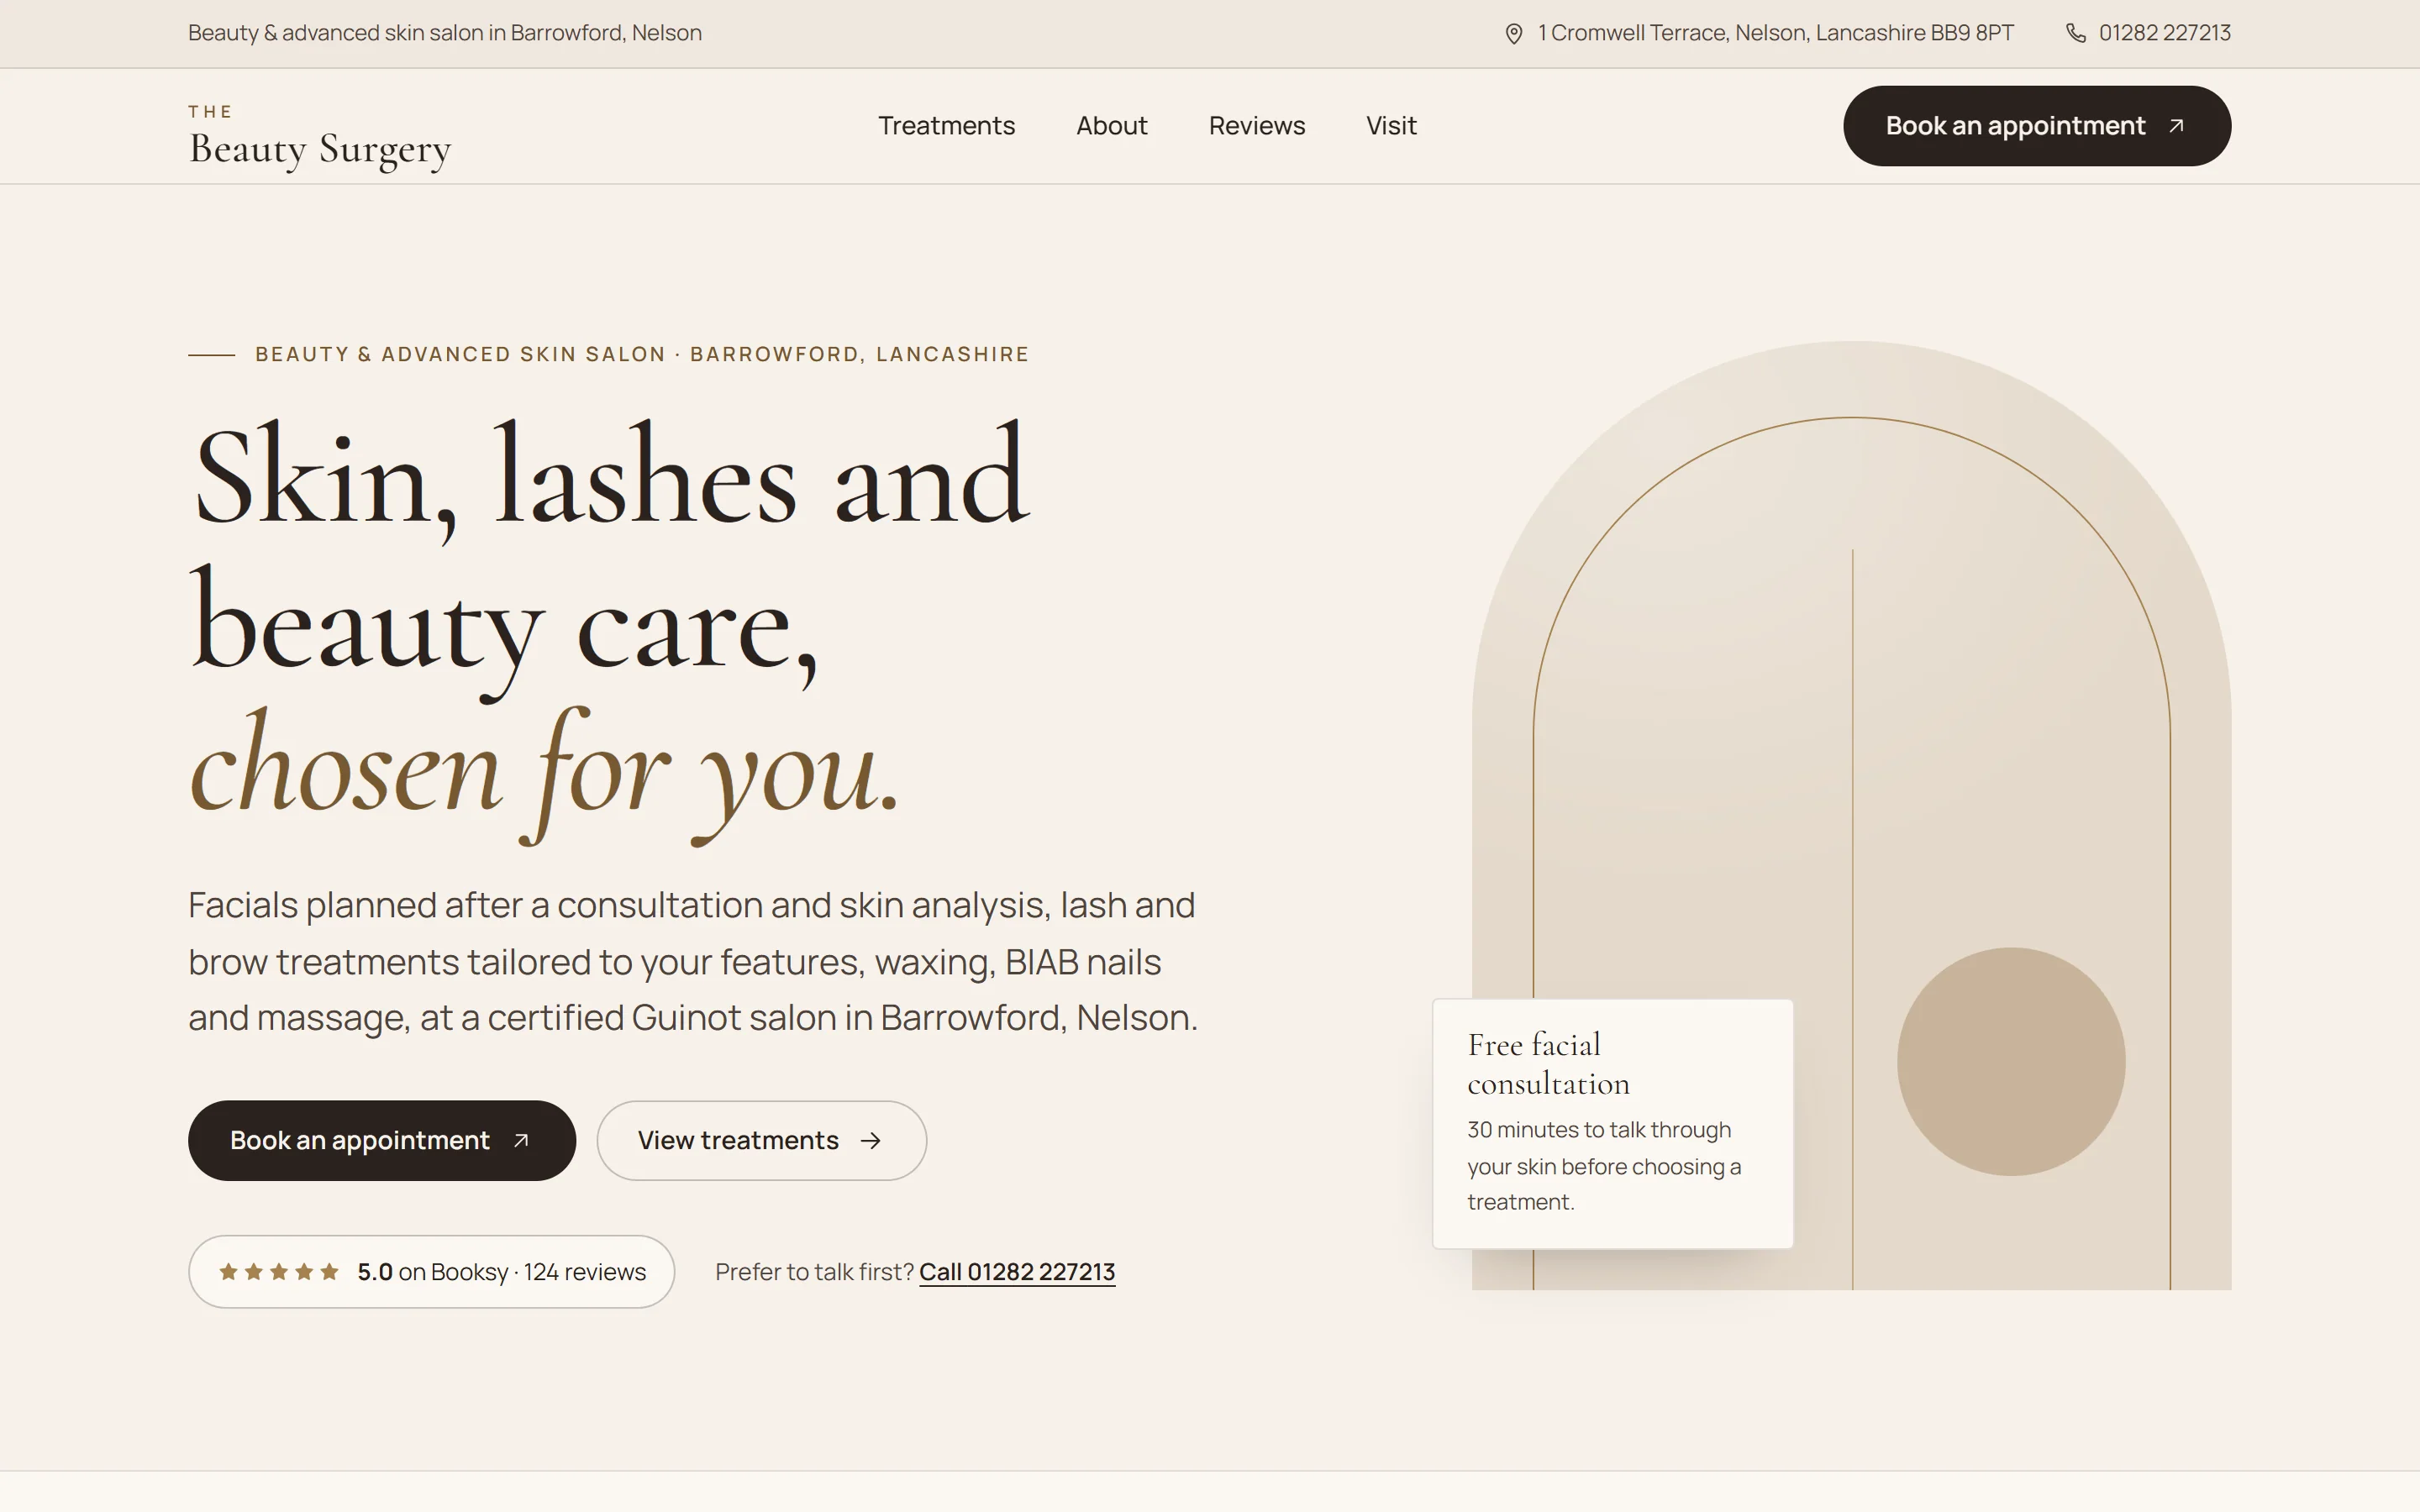 Beauty & advanced skin salon in Barrowford, Nelson
1 Cromwell Terrace, Nelson, Lancashire BB9 8PT
01282 227213
THE
Beauty Surgery
Treatments
About
Reviews
Visit
Book an appointment
BEAUTY & ADVANCED SKIN SALON · BARROWFORD, LANCASHIRE
Skin, lashes and
beauty care,
chosen for you.
Facials planned after a consultation and skin analysis, lash and
brow treatments tailored to your features, waxing, BIAB nails
and massage, at a certified Guinot salon in Barrowford, Nelson.
Book an appointment
View treatments
5.0 on Booksy · 124 reviews
Prefer to talk first? Call 01282 227213
Free facial
consultation
30 minutes to talk through
your skin before choosing a
treatment.